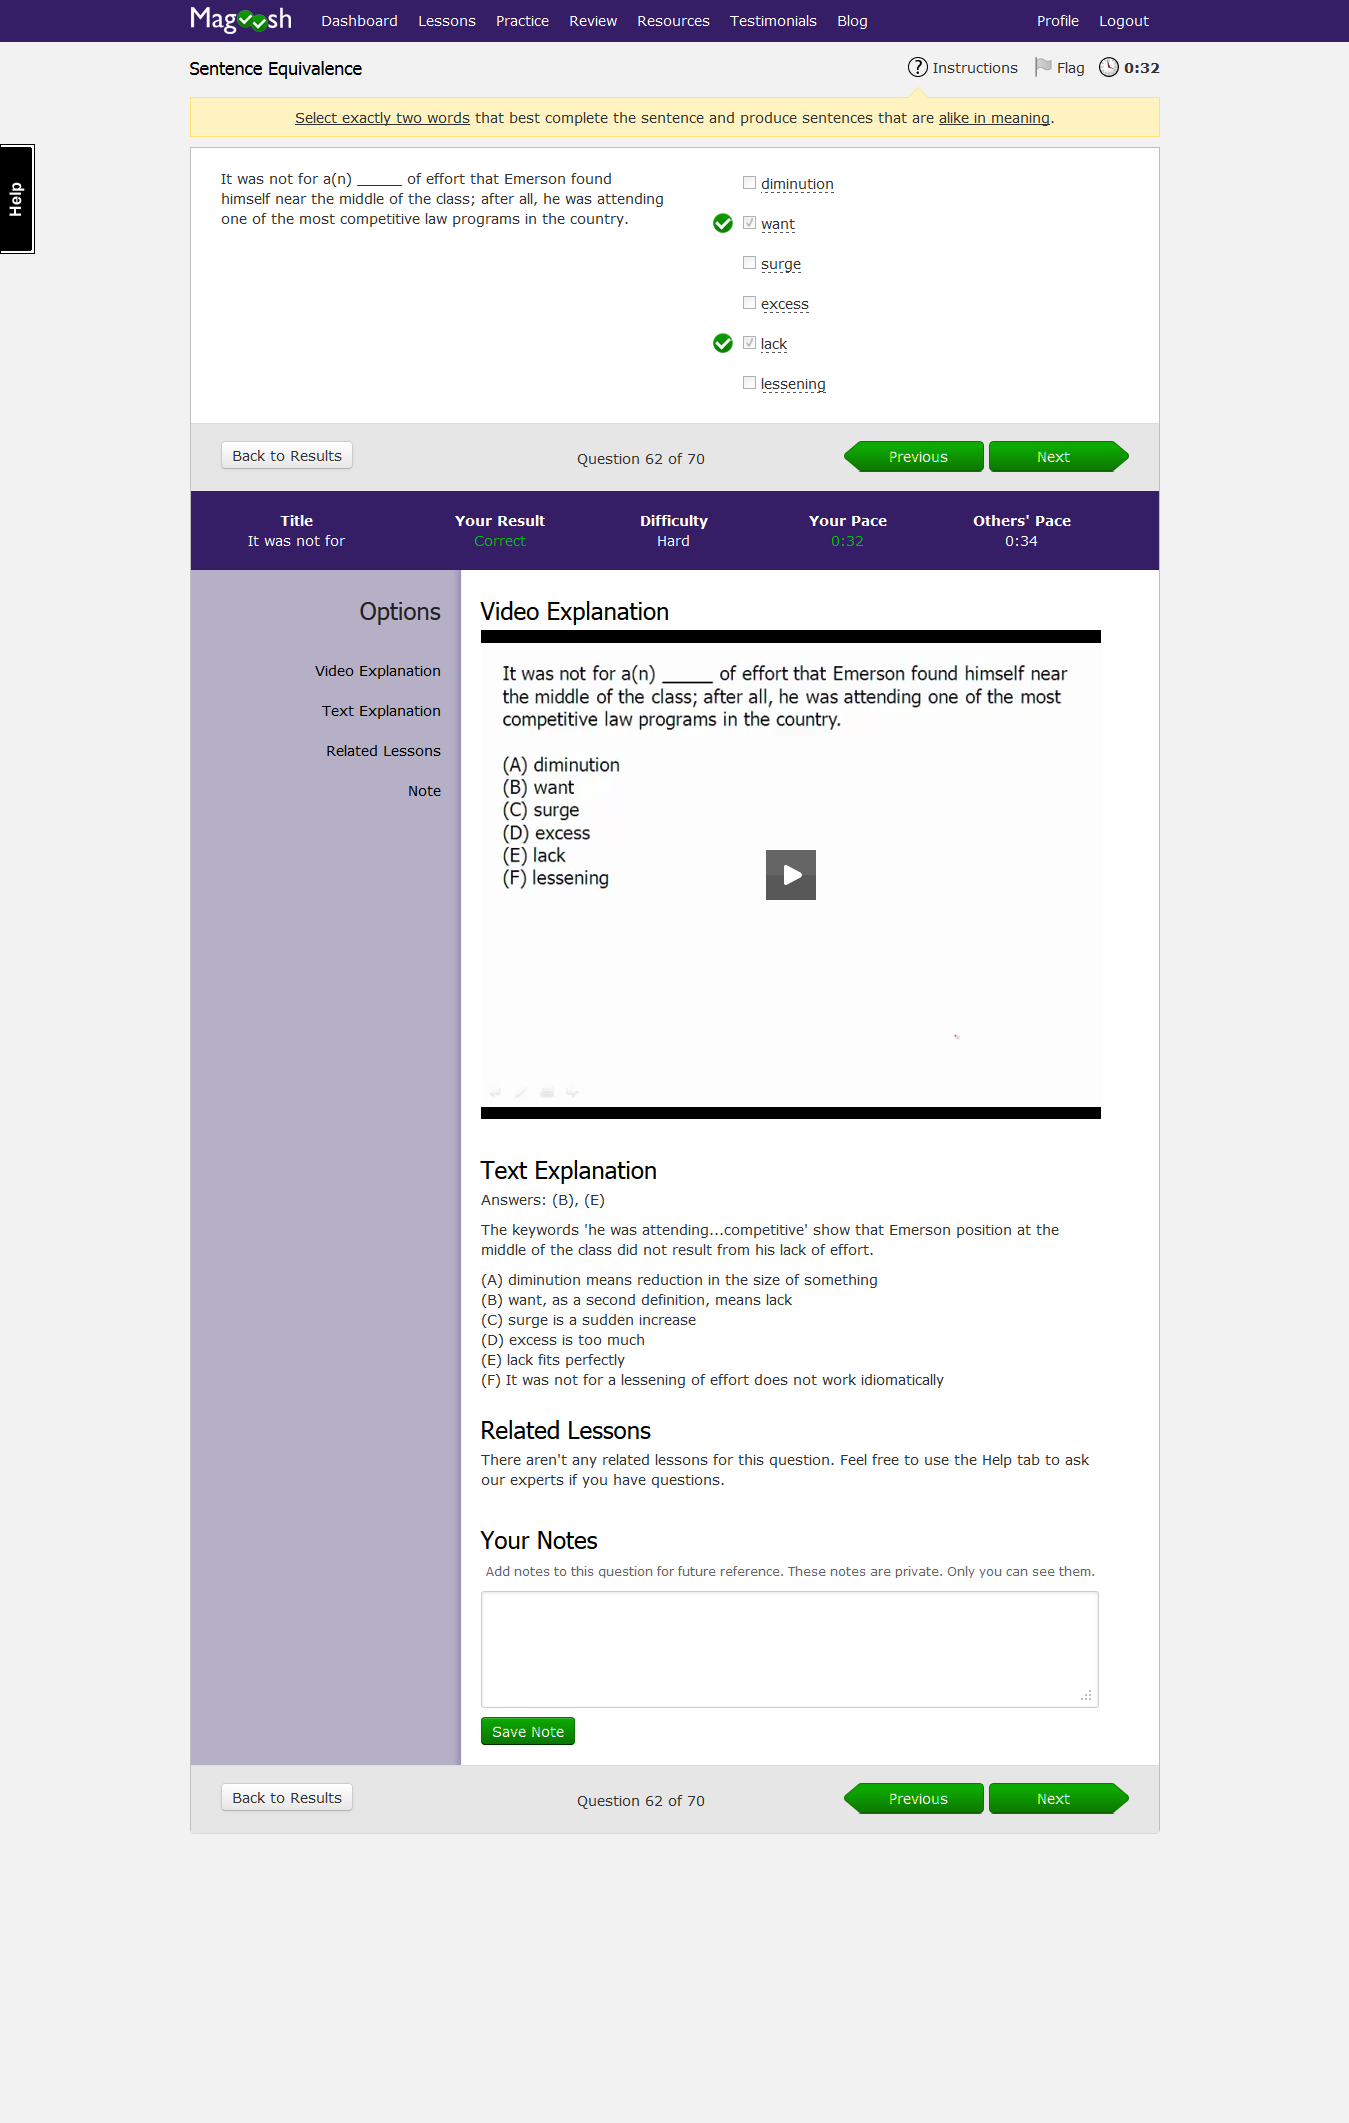 Magoosh Dashboard Lessons Practice Review Resources Testimonials Blog Profile Logout
Sentence Equivalence Instructions Flag 0:32
Select exactly two words that best complete the sentence and produce sentences that are alike in meaning.
Help
It was not for a(n) _____ of effort that Emerson found
himself near the middle of the class; after all, he was attending
one of the most competitive law programs in the country.
diminution
want
surge
excess
lack
lessening
Back to Results Question 62 of 70 Previous Next
Title Your Result Difficulty Your Pace Others' Pace
It was not for Correct Hard 0:32 0:34
Options
Video Explanation
Text Explanation
Related Lessons
Note
Video Explanation
It was not for a(n) _____ of effort that Emerson found himself near
the middle of the class; after all, he was attending one of the most
competitive law programs in the country.
(A) diminution
(B) want
(C) surge
(D) excess
(E) lack
(F) lessening
Text Explanation
Answers: (B), (E)
The keywords 'he was attending...competitive' show that Emerson position at the
middle of the class did not result from his lack of effort.
(A) diminution means reduction in the size of something
(B) want, as a second definition, means lack
(C) surge is a sudden increase
(D) excess is too much
(E) lack fits perfectly
(F) It was not for a lessening of effort does not work idiomatically
Related Lessons
There aren't any related lessons for this question. Feel free to use the Help tab to ask
our experts if you have questions.
Your Notes
Add notes to this question for future reference. These notes are private. Only you can see them.
Save Note
Back to Results Question 62 of 70 Previous Next